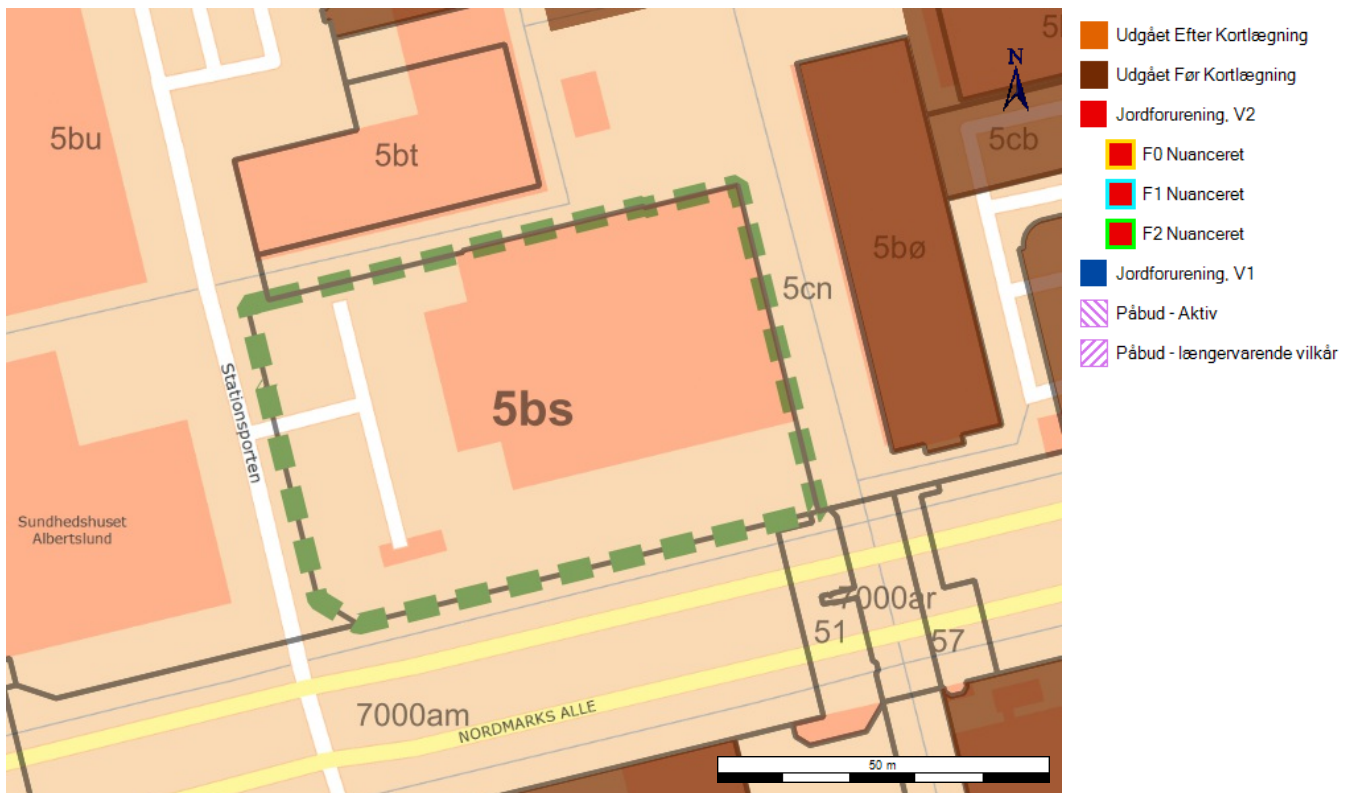 5bu
5bt
5cb
5bø
5cn
5bs
Stationsporten
Sundhedshuset
Albertslund
7000ar
51
57
7000am
NORDMARKS ALLE
N
50 m
Udgået Efter Kortlægning
Udgået Før Kortlægning
Jordforurening, V2
F0 Nuanceret
F1 Nuanceret
F2 Nuanceret
Jordforurening, V1
Påbud - Aktiv
Påbud - længervarende vilkår